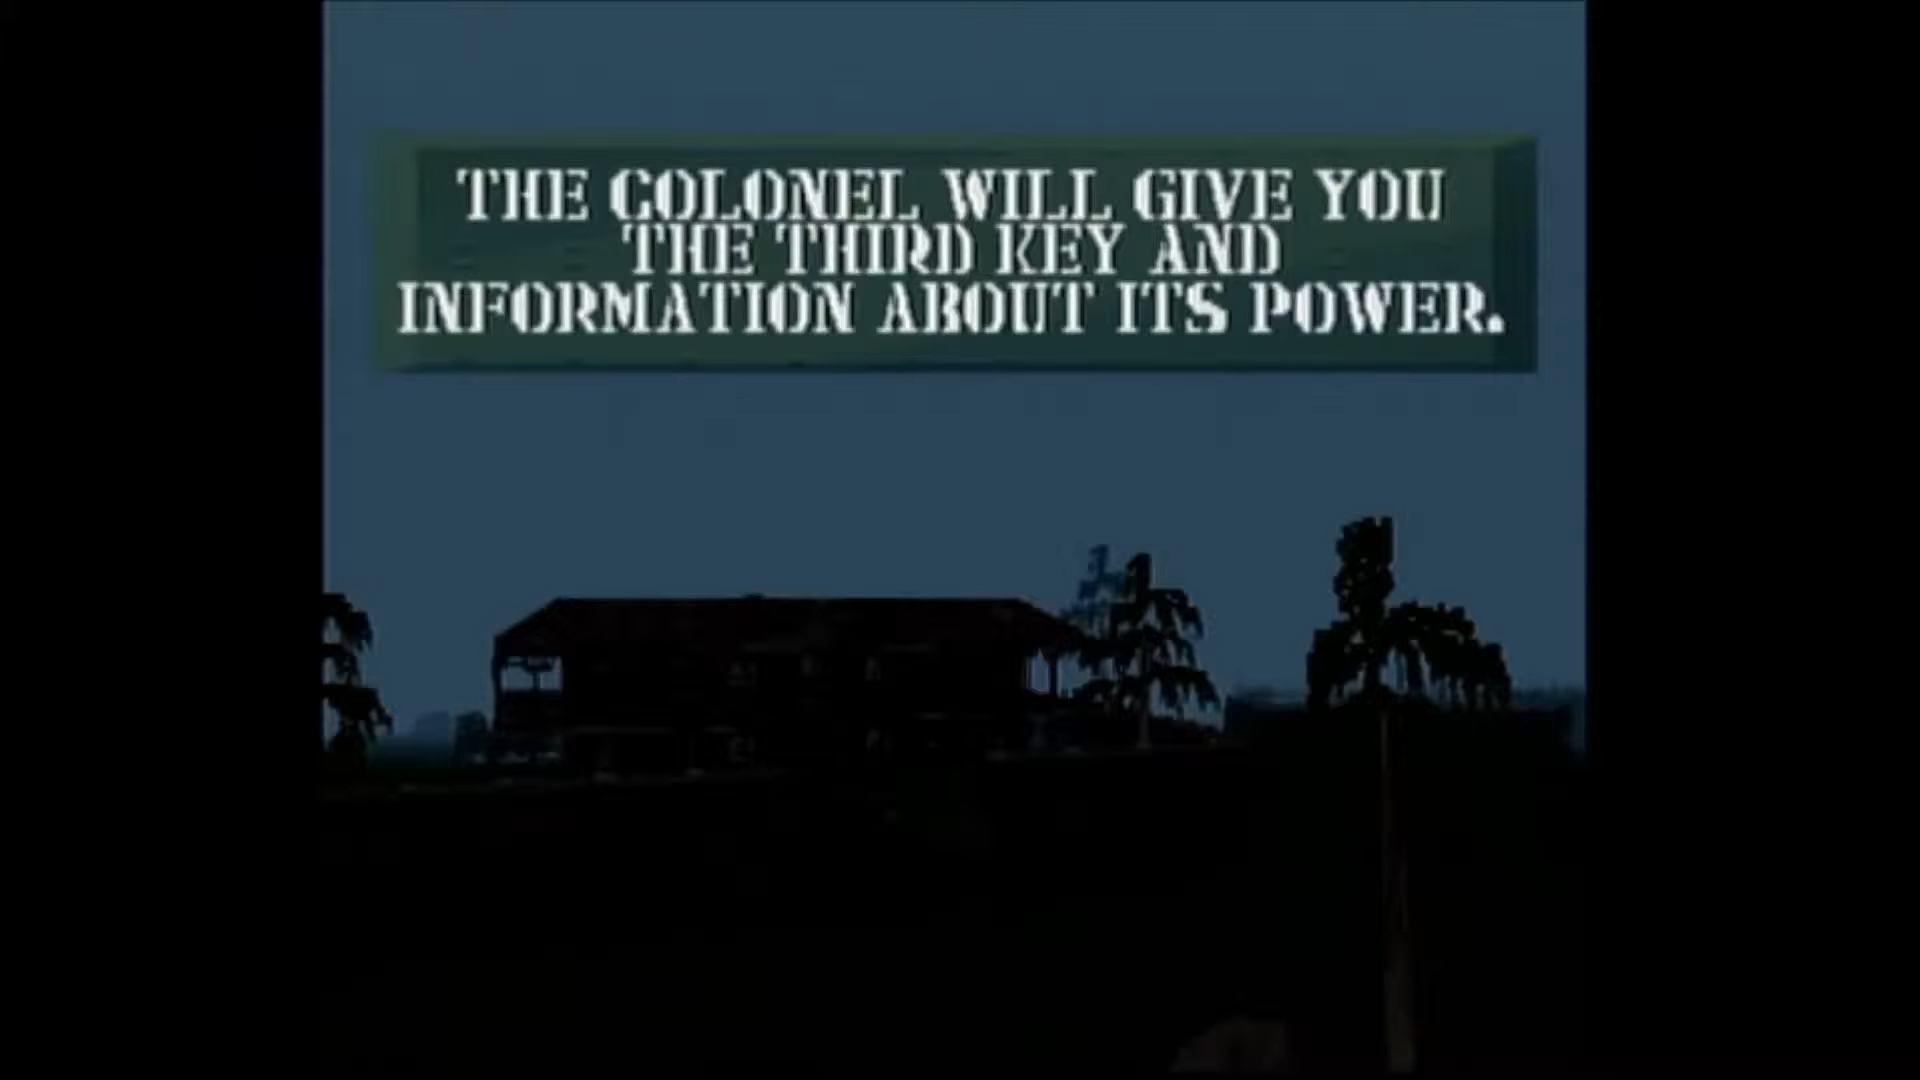 THE COLONEL WILL GIVE YOU
THE THIRD KEY AND
INFORMATION ABOUT ITS POWER.